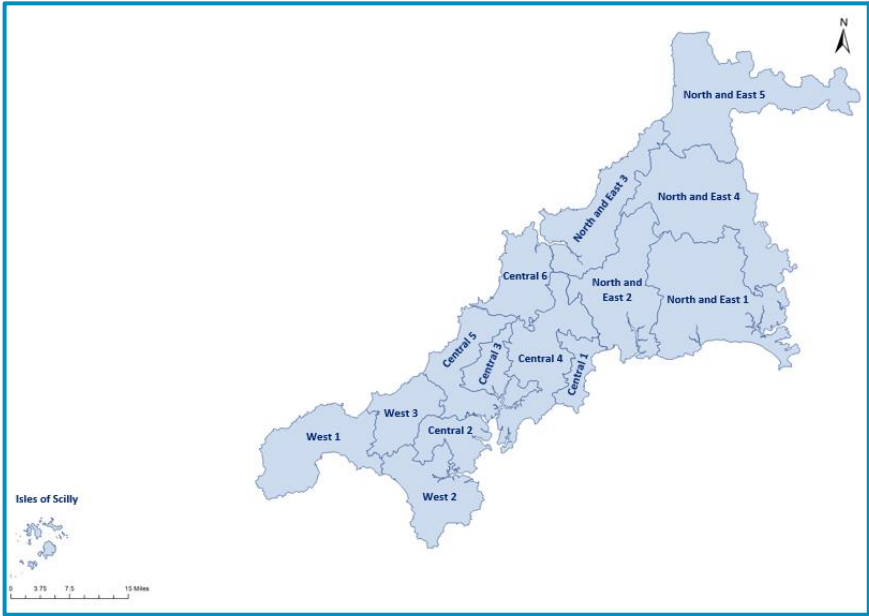 N
North and East 5
North and East 3
North and East 4
Central 6
North and
East 2
North and East 1
Central 5
Central 3
Central 4
Central 1
West 3
Central 2
West 1
West 2
Isles of Scilly
0 3.75 7.5 15 Miles